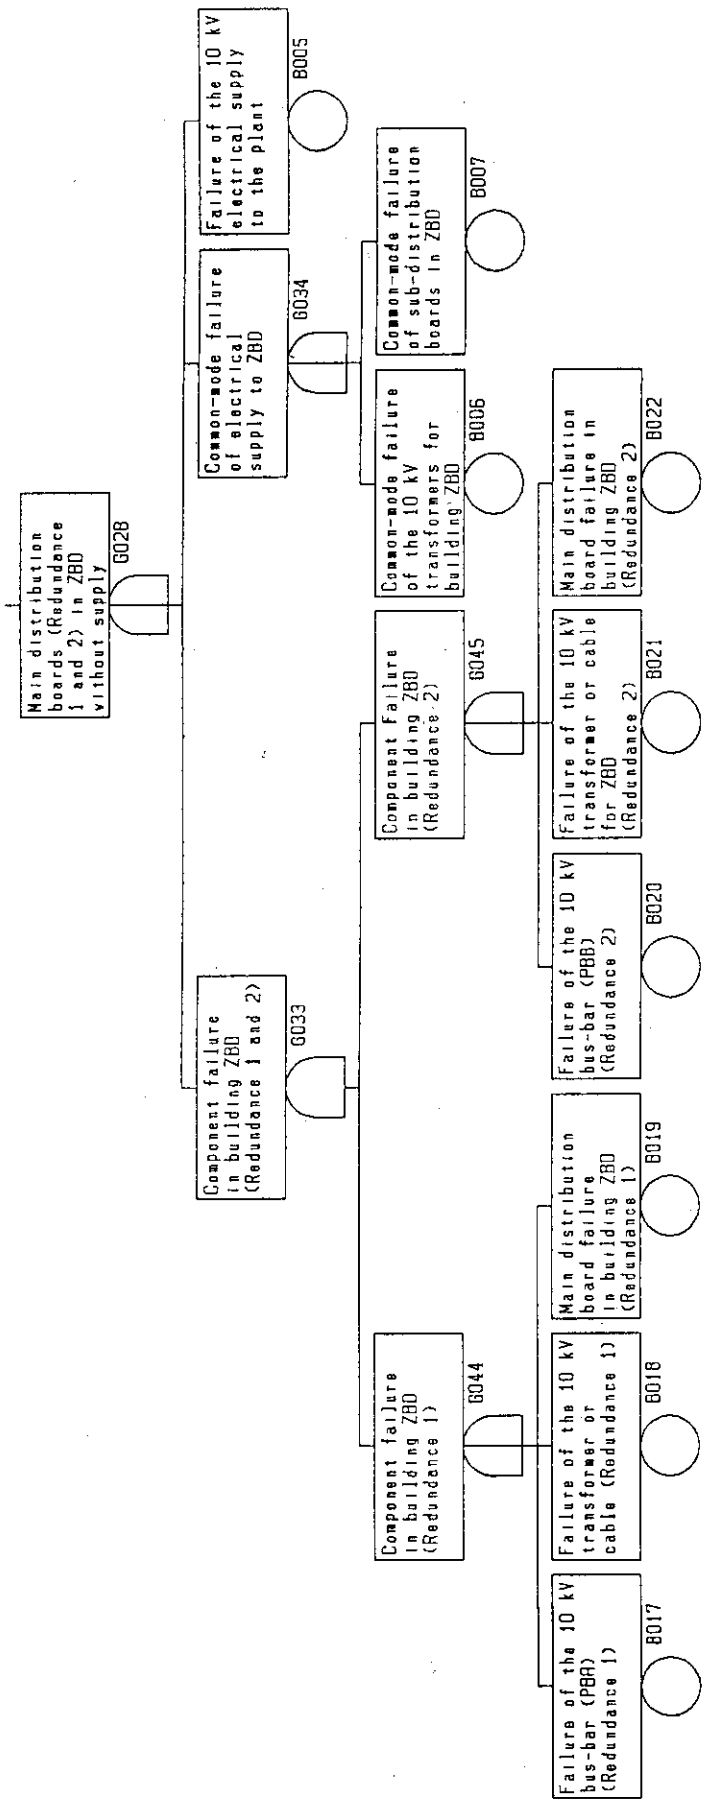 Main distribution
boards (Redundance
1 and 2) in ZBD
without supply
G028
Component failure
in building ZBD
(Redundance 1 and 2)
G033
Common-mode failure
of electrical
supply to ZBD
G034
Failure of the 10 kV
electrical supply
to the plant
B005
Component failure
in building ZBD
(Redundance 1)
G044
Component Failure
in building ZBD
(Redundance 2)
G045
Common-mode failure
of the 10 kV
transformers for
building ZBD
B006
Common-mode failure
of sub-distribution
boards in ZBD
B007
Failure of the 10 kV
bus-bar (PBA)
(Redundance 1)
B017
Failure of the 10 kV
transformer or
cable (Redundance 1)
B018
Main distribution
board failure
in building ZBD
(Redundance 1)
B019
Failure of the 10 kV
bus-bar (PBB)
(Redundance 2)
B020
Failure of the 10 kV
transformer or cable
for ZBD
(Redundance 2)
B021
Main distribution
board failure in
building ZBD
(Redundance 2)
B022